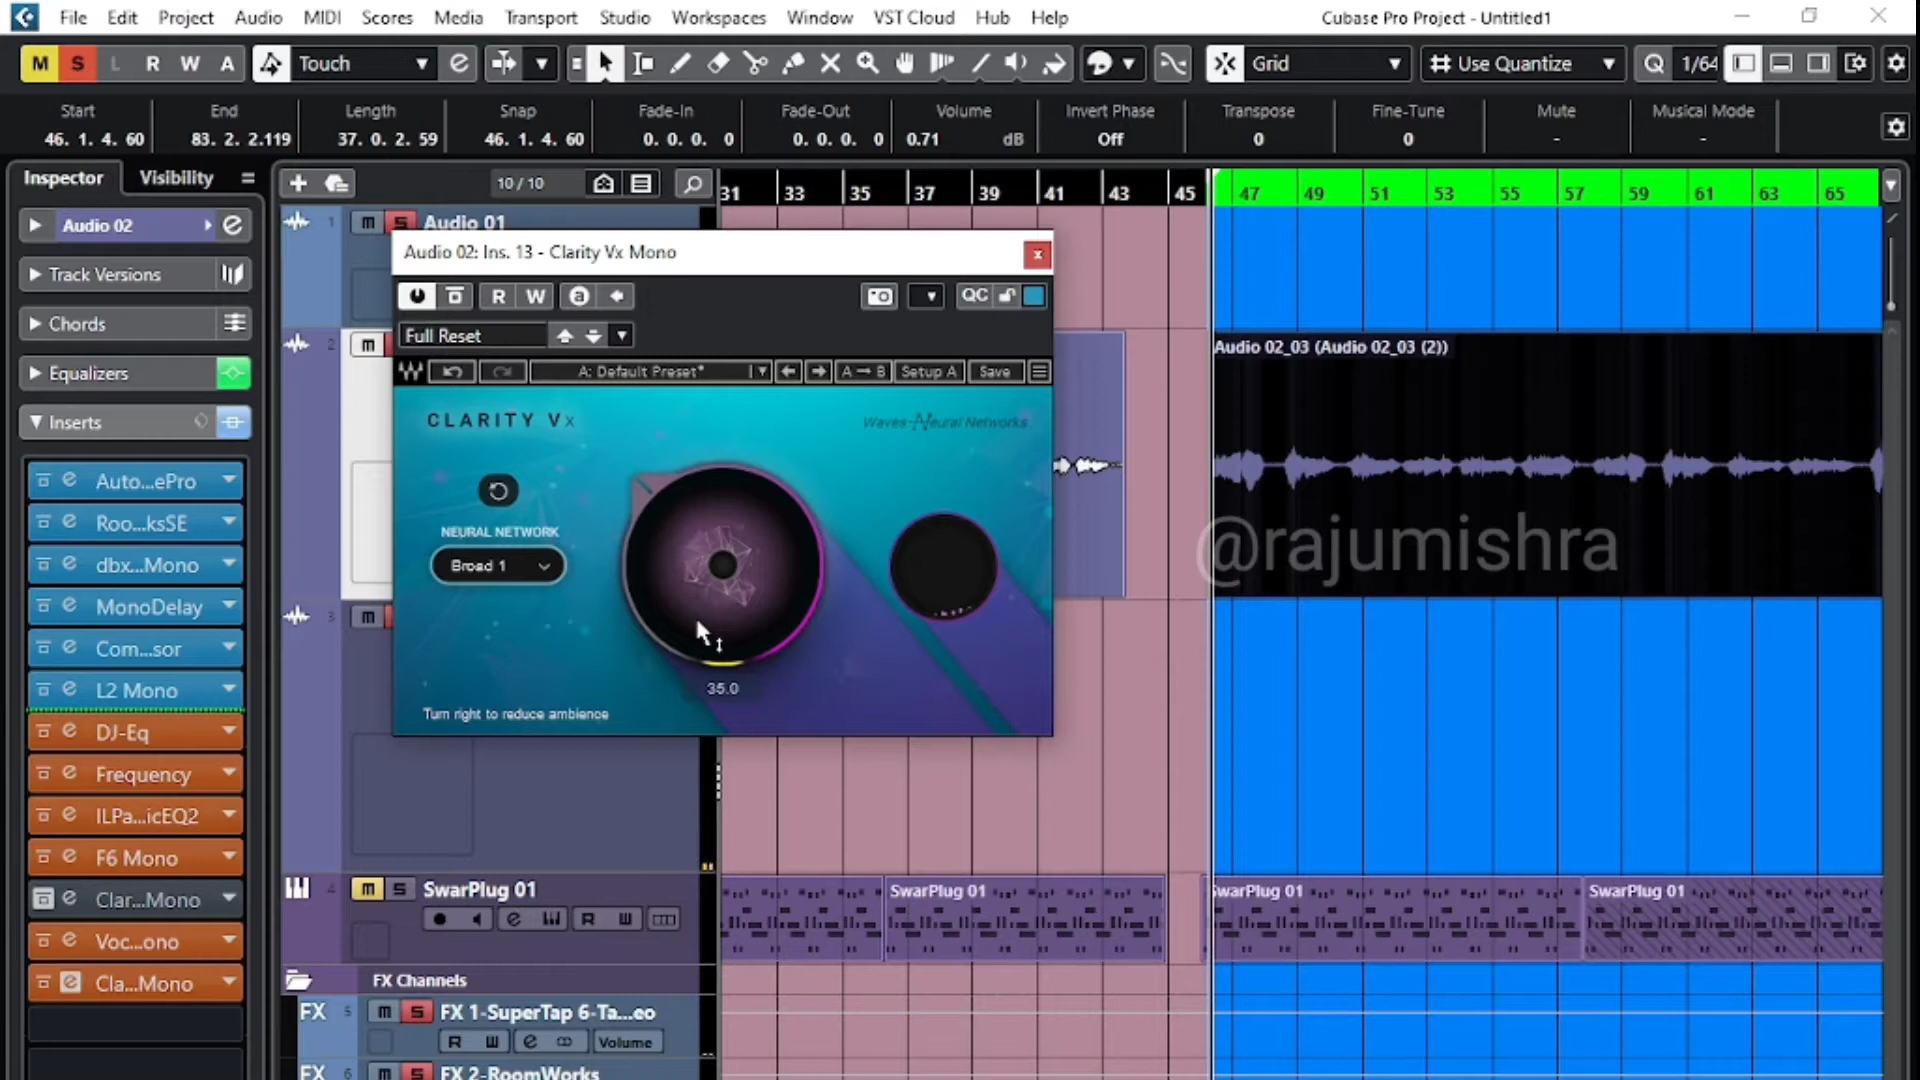 File Edit Project Audio MIDI Scores Media Transport Studio Workspaces Window VST Cloud Hub Help Cubase Pro Project - Untitled1
M S L R W A Touch Grid Use Quantize Q 1/64
Start End Length Snap Fade-In Fade-Out Volume Invert Phase Transpose Fine-Tune Mute Musical Mode
46. 1. 4. 60 83. 2. 2.119 37. 0. 2. 59 46. 1. 4. 60 0. 0. 0. 0 0. 0. 0. 0 0.71 dB Off 0 0 - -
Inspector Visibility
10 / 10
31 33 35 37 39 41 43 45 47 49 51 53 55 57 59 61 63 65
Audio 02
Track Versions
Chords
Equalizers
Inserts
Auto...ePro
Roo...ksSE
dbx...Mono
MonoDelay
Com...sor
L2 Mono
DJ-Eq
Frequency
ILPa...icEQ2
F6 Mono
Clar...Mono
Voc...ono
Cla...Mono
1 m S Audio 01
Audio 02: Ins. 13 - Clarity Vx Mono x
R W a QC
Full Reset
A: Default Preset* A → B Setup A Save
CLARITY Vx
Waves Neural Networks
NEURAL NETWORK
Broad 1
35.0
Turn right to reduce ambience
2 m
Audio 02_03 (Audio 02_03 (2))
@rajumishra
3 m
4 m S SwarPlug 01
SwarPlug 01 SwarPlug 01 SwarPlug 01
FX Channels
FX 5 m S FX 1-SuperTap 6-Ta...eo
R W Volume
FX 6 m S FX 2-RoomWorks